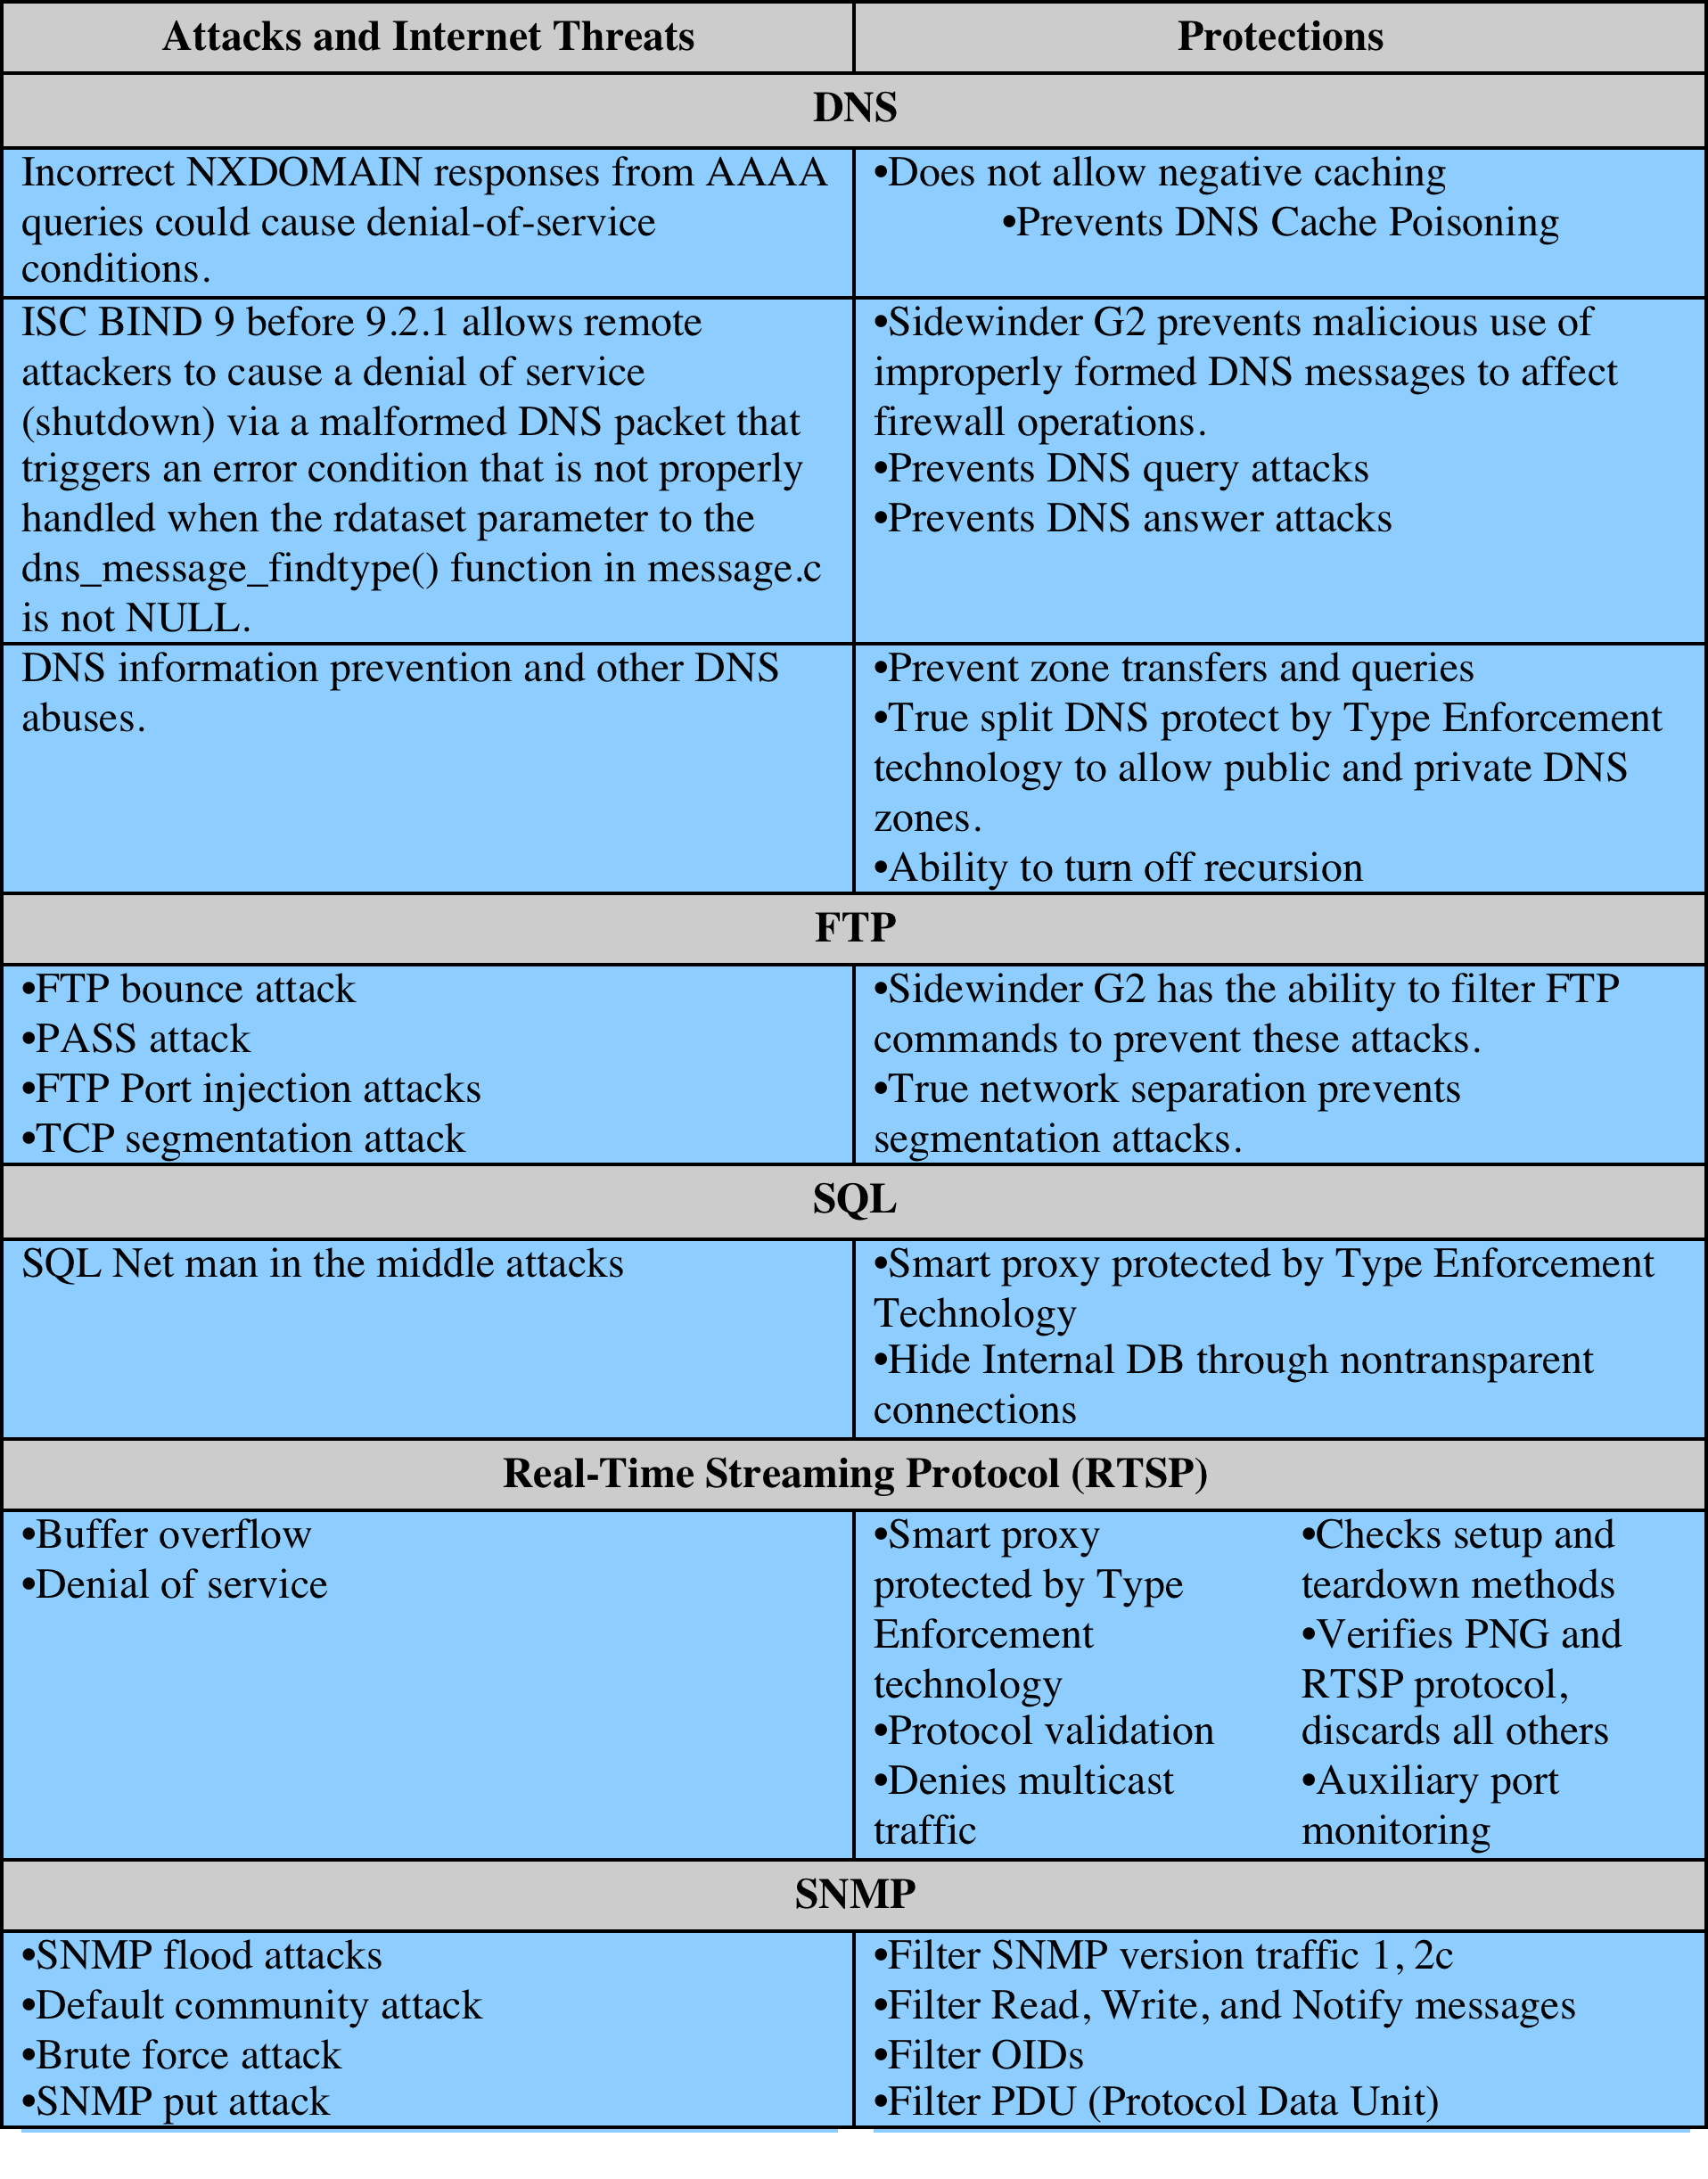 Attacks and Internet Threats
Protections
DNS
Incorrect NXDOMAIN responses from AAAA
queries could cause denial-of-service
conditions.
•Does not allow negative caching
•Prevents DNS Cache Poisoning
ISC BIND 9 before 9.2.1 allows remote
attackers to cause a denial of service
(shutdown) via a malformed DNS packet that
triggers an error condition that is not properly
handled when the rdataset parameter to the
dns_message_findtype() function in message.c
is not NULL.
•Sidewinder G2 prevents malicious use of
improperly formed DNS messages to affect
firewall operations.
•Prevents DNS query attacks
•Prevents DNS answer attacks
DNS information prevention and other DNS
abuses.
•Prevent zone transfers and queries
•True split DNS protect by Type Enforcement
technology to allow public and private DNS
zones.
•Ability to turn off recursion
FTP
•FTP bounce attack
•PASS attack
•FTP Port injection attacks
•TCP segmentation attack
•Sidewinder G2 has the ability to filter FTP
commands to prevent these attacks.
•True network separation prevents
segmentation attacks.
SQL
SQL Net man in the middle attacks
•Smart proxy protected by Type Enforcement
Technology
•Hide Internal DB through nontransparent
connections
Real-Time Streaming Protocol (RTSP)
•Buffer overflow
•Denial of service
•Smart proxy
protected by Type
Enforcement
technology
•Protocol validation
•Denies multicast
traffic
•Checks setup and
teardown methods
•Verifies PNG and
RTSP protocol,
discards all others
•Auxiliary port
monitoring
SNMP
•SNMP flood attacks
•Default community attack
•Brute force attack
•SNMP put attack
•Filter SNMP version traffic 1, 2c
•Filter Read, Write, and Notify messages
•Filter OIDs
•Filter PDU (Protocol Data Unit)